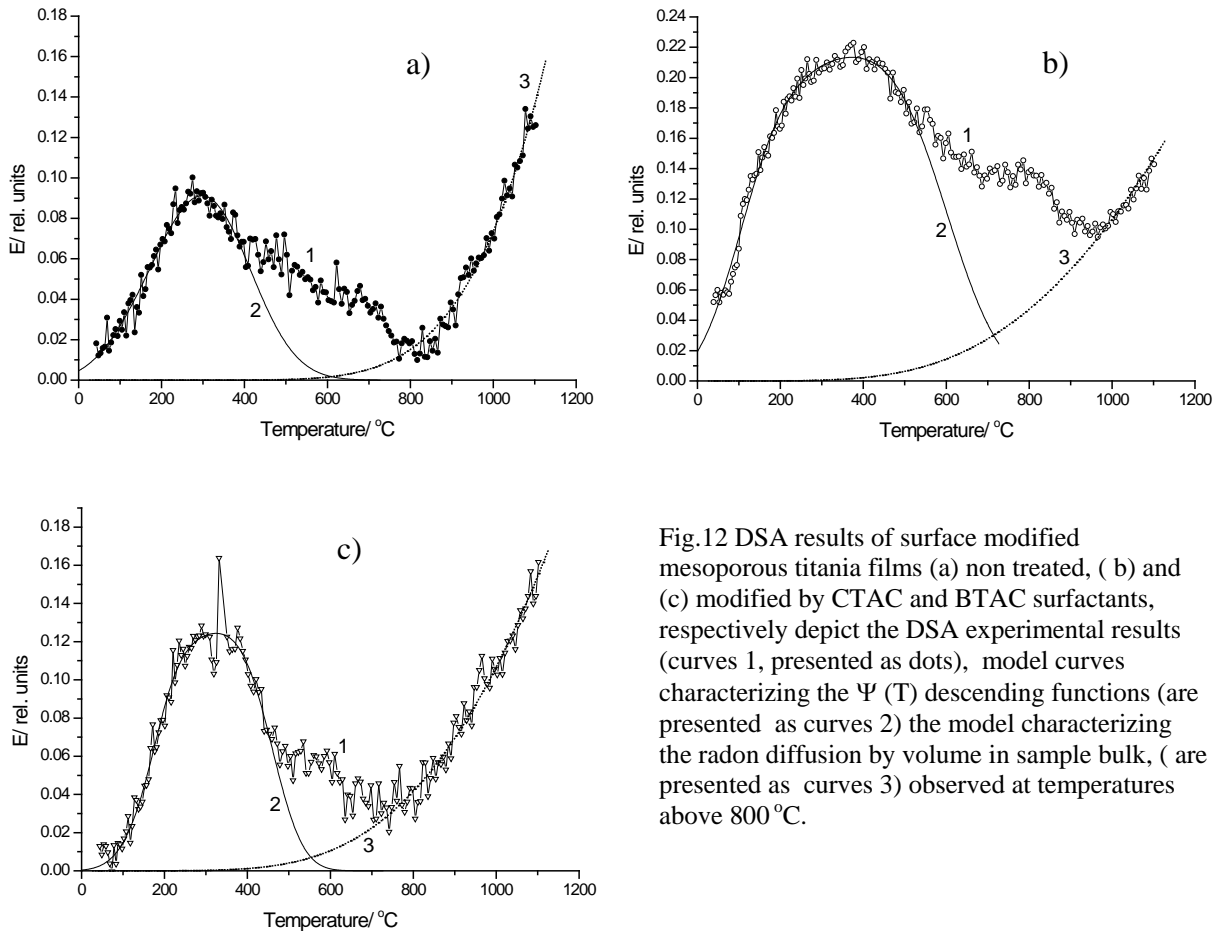 a)
E/ rel. units
0.18
0.16
0.14
0.12
0.10
0.08
0.06
0.04
0.02
0.00
1
2
3
0 200 400 600 800 1000 1200
Temperature/ °C
b)
E/ rel. units
0.24
0.22
0.20
0.18
0.16
0.14
0.12
0.10
0.08
0.06
0.04
0.02
0.00
1
2
3
0 200 400 600 800 1000 1200
Temperature/ °C
c)
E/ rel. units
0.18
0.16
0.14
0.12
0.10
0.08
0.06
0.04
0.02
0.00
1
2
3
0 200 400 600 800 1000 1200
Temperature/ °C
Fig.12 DSA results of surface modified
mesoporous titania films (a) non treated, ( b) and
(c) modified by CTAC and BTAC surfactants,
respectively depict the DSA experimental results
(curves 1, presented as dots), model curves
characterizing the Ψ (T) descending functions (are
presented as curves 2) the model characterizing
the radon diffusion by volume in sample bulk, ( are
presented as curves 3) observed at temperatures
above 800 °C.